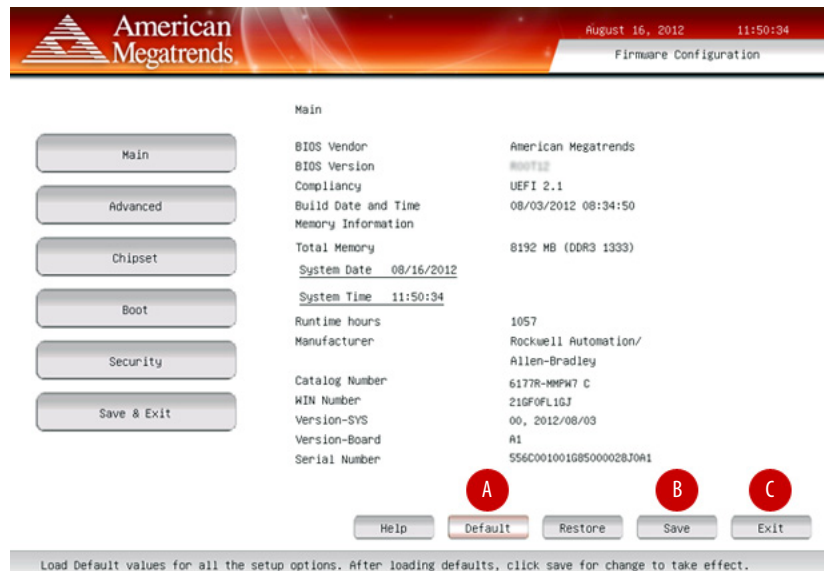 American
Megatrends
August 16, 2012 11:50:34
Firmware Configuration
Main
Advanced
Chipset
Boot
Security
Save & Exit
Main
BIOS Vendor American Megatrends
BIOS Version
Compliancy UEFI 2.1
Build Date and Time 08/03/2012 08:34:50
Memory Information
Total Memory 8192 MB (DDR3 1333)
System Date 08/16/2012
System Time 11:50:34
Runtime hours 1057
Manufacturer Rockwell Automation/
Allen-Bradley
Catalog Number 6177R-MMPW7 C
WIN Number 21GF0FL1GJ
Version-SYS 00, 2012/08/03
Version-Board A1
Serial Number 556C001001G85000028J0A1
A B C
Help Default Restore Save Exit
Load Default values for all the setup options. After loading defaults, click save for change to take effect.